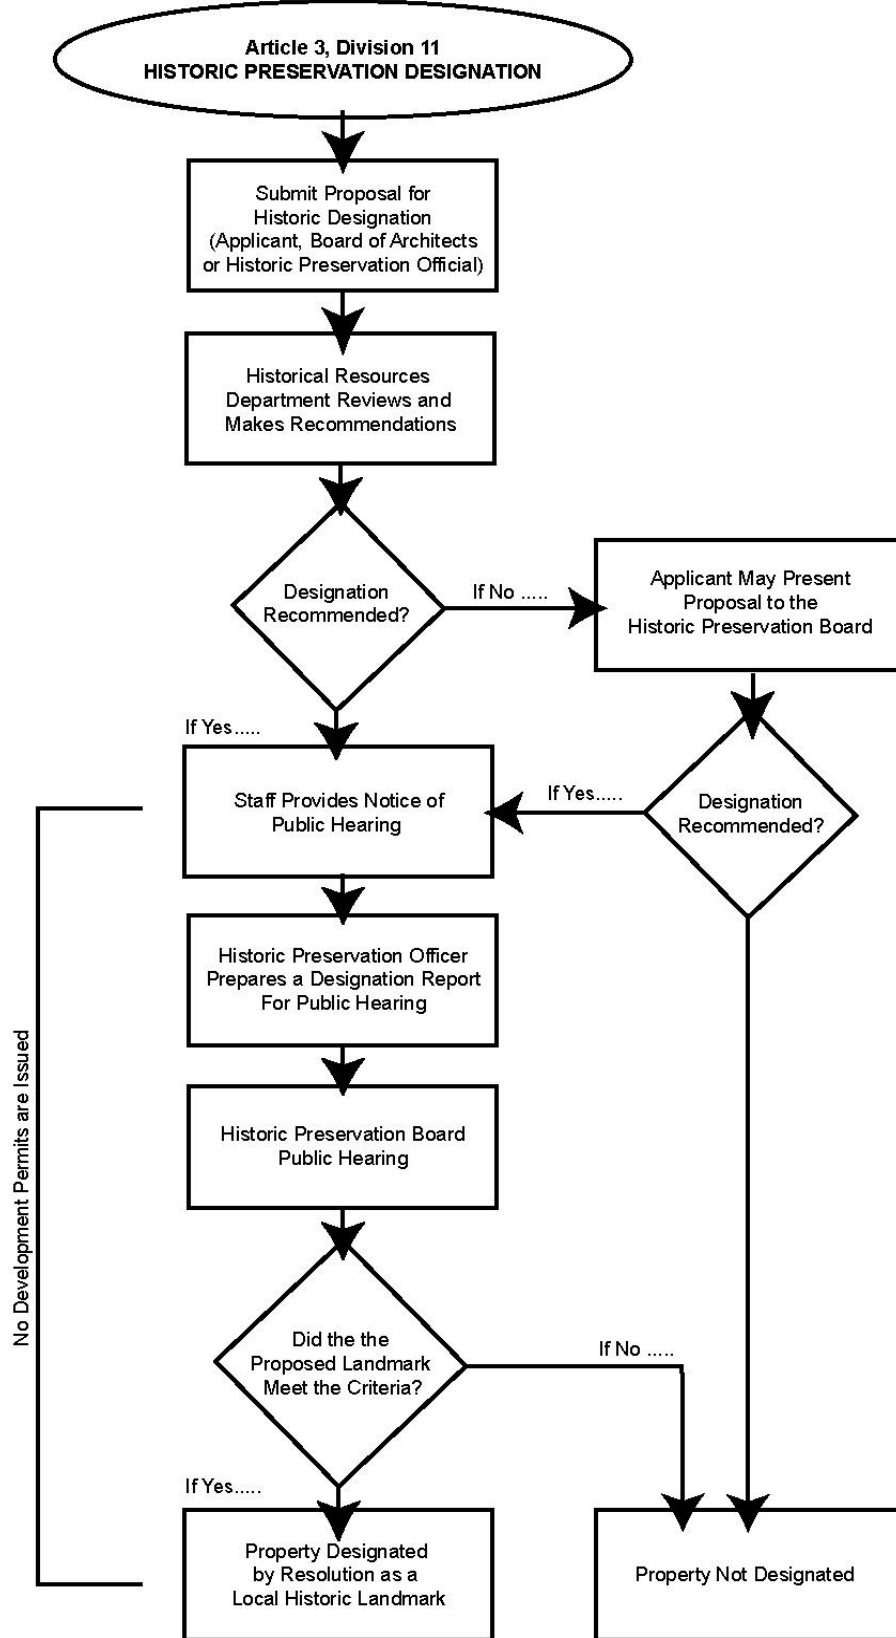 Article 3, Division 11
HISTORIC PRESERVATION DESIGNATION
Submit Proposal for
Historic Designation
(Applicant, Board of Architects
or Historic Preservation Official)
Historical Resources
Department Reviews and
Makes Recommendations
Designation
Recommended?
If No .....
Applicant May Present
Proposal to the
Historic Preservation Board
If Yes.....
Staff Provides Notice of
Public Hearing
If Yes.....
Designation
Recommended?
Historic Preservation Officer
Prepares a Designation Report
For Public Hearing
No Development Permits are Issued
Historic Preservation Board
Public Hearing
Did the the
Proposed Landmark
Meet the Criteria?
If No .....
If Yes.....
Property Designated
by Resolution as a
Local Historic Landmark
Property Not Designated